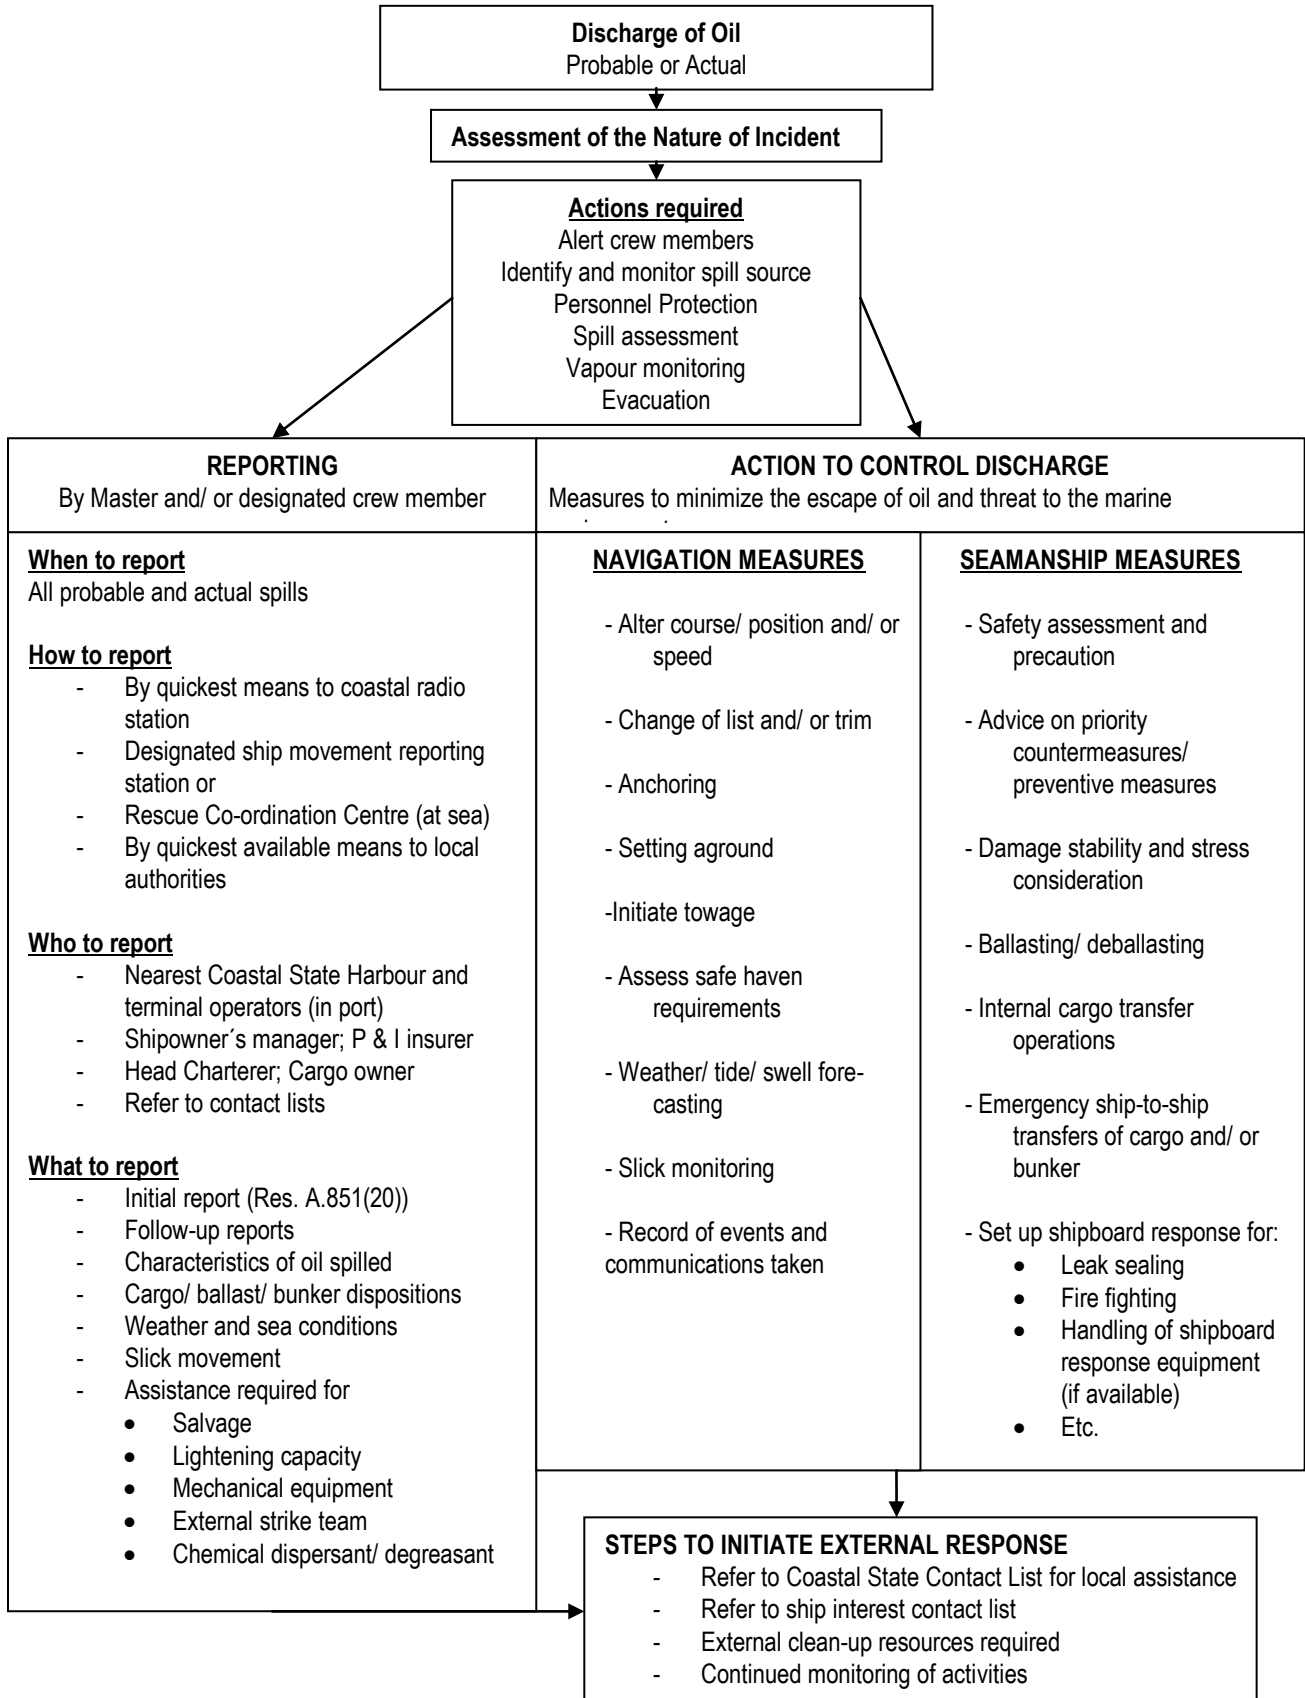 Discharge of Oil
Probable or Actual
Assessment of the Nature of Incident
Actions required
Alert crew members
Identify and monitor spill source
Personnel Protection
Spill assessment
Vapour monitoring
Evacuation
REPORTING
By Master and/ or designated crew member
ACTION TO CONTROL DISCHARGE
Measures to minimize the escape of oil and threat to the marine
When to report
All probable and actual spills
How to report
- By quickest means to coastal radio
station
- Designated ship movement reporting
station or
- Rescue Co-ordination Centre (at sea)
- By quickest available means to local
authorities
Who to report
- Nearest Coastal State Harbour and
terminal operators (in port)
- Shipowner´s manager; P & I insurer
- Head Charterer; Cargo owner
- Refer to contact lists
What to report
- Initial report (Res. A.851(20))
- Follow-up reports
- Characteristics of oil spilled
- Cargo/ ballast/ bunker dispositions
- Weather and sea conditions
- Slick movement
- Assistance required for
• Salvage
• Lightening capacity
• Mechanical equipment
• External strike team
• Chemical dispersant/ degreasant
NAVIGATION MEASURES
- Alter course/ position and/ or
speed
- Change of list and/ or trim
- Anchoring
- Setting aground
-Initiate towage
- Assess safe haven
requirements
- Weather/ tide/ swell fore-
casting
- Slick monitoring
- Record of events and
communications taken
SEAMANSHIP MEASURES
- Safety assessment and
precaution
- Advice on priority
countermeasures/
preventive measures
- Damage stability and stress
consideration
- Ballasting/ deballasting
- Internal cargo transfer
operations
- Emergency ship-to-ship
transfers of cargo and/ or
bunker
- Set up shipboard response for:
• Leak sealing
• Fire fighting
• Handling of shipboard
response equipment
(if available)
• Etc.
STEPS TO INITIATE EXTERNAL RESPONSE
- Refer to Coastal State Contact List for local assistance
- Refer to ship interest contact list
- External clean-up resources required
- Continued monitoring of activities